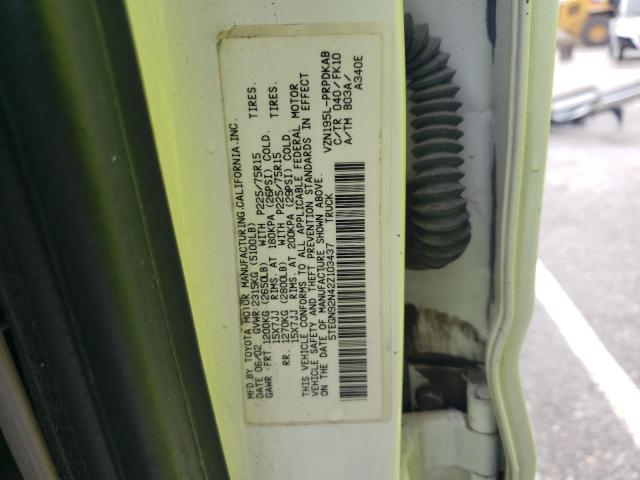 MFD BY TOYOTA MOTOR MANUFACTURING.CALIFORNIA.INC.
DATE 06/02 GVWR:2315KG (5100LB)
GAWR :FRT 1200KG (2650LB) WITH P225/75R15 TIRES.
15X7JJ RIMS. AT 180KPA (26PSI) COLD.
RR. 1270KG (2800LB) WITH P225/75R15 TIRES.
15X7JJ RIMS. AT 200KPA (29PSI) COLD.
THIS VEHICLE CONFORMS TO ALL APPLICABLE FEDERAL MOTOR
VEHICLE SAFETY AND THEFT PREVENTION STANDARDS IN EFFECT
ON THE DATE OF MANUFACTURE SHOWN ABOVE.
5TEGN92N42Z103437 TRUCK
VZN195L-PRPDKAB
C/TR 040/FK10
A/TM B03A/
A340E